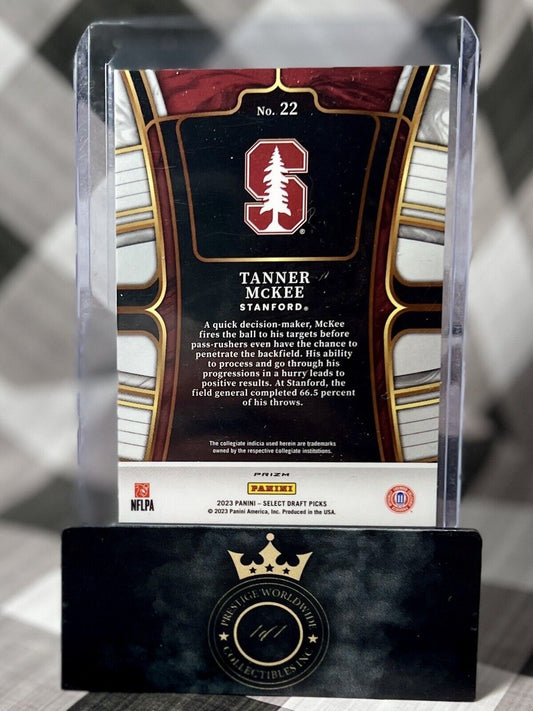 No. 22
S
®
TANNER
McKEE
STANFORD®
A quick decision-maker, McKee
fires the ball to his targets before
pass-rushers even have the chance to
penetrate the backfield. His ability
to process and go through his
progressions in a hurry leads to
positive results. At Stanford, the
field general completed 66.5 percent
of his throws.
The collegiate indicia used herein are trademarks
owned by the respective collegiate institutions.
PRIZM
PANINI
NFLPA
2023 PANINI – SELECT DRAFT PICKS
© 2023 Panini America, Inc. Produced in the USA.
PRESTIGE WORLDWIDE
1of1
COLLECTIBLES INC